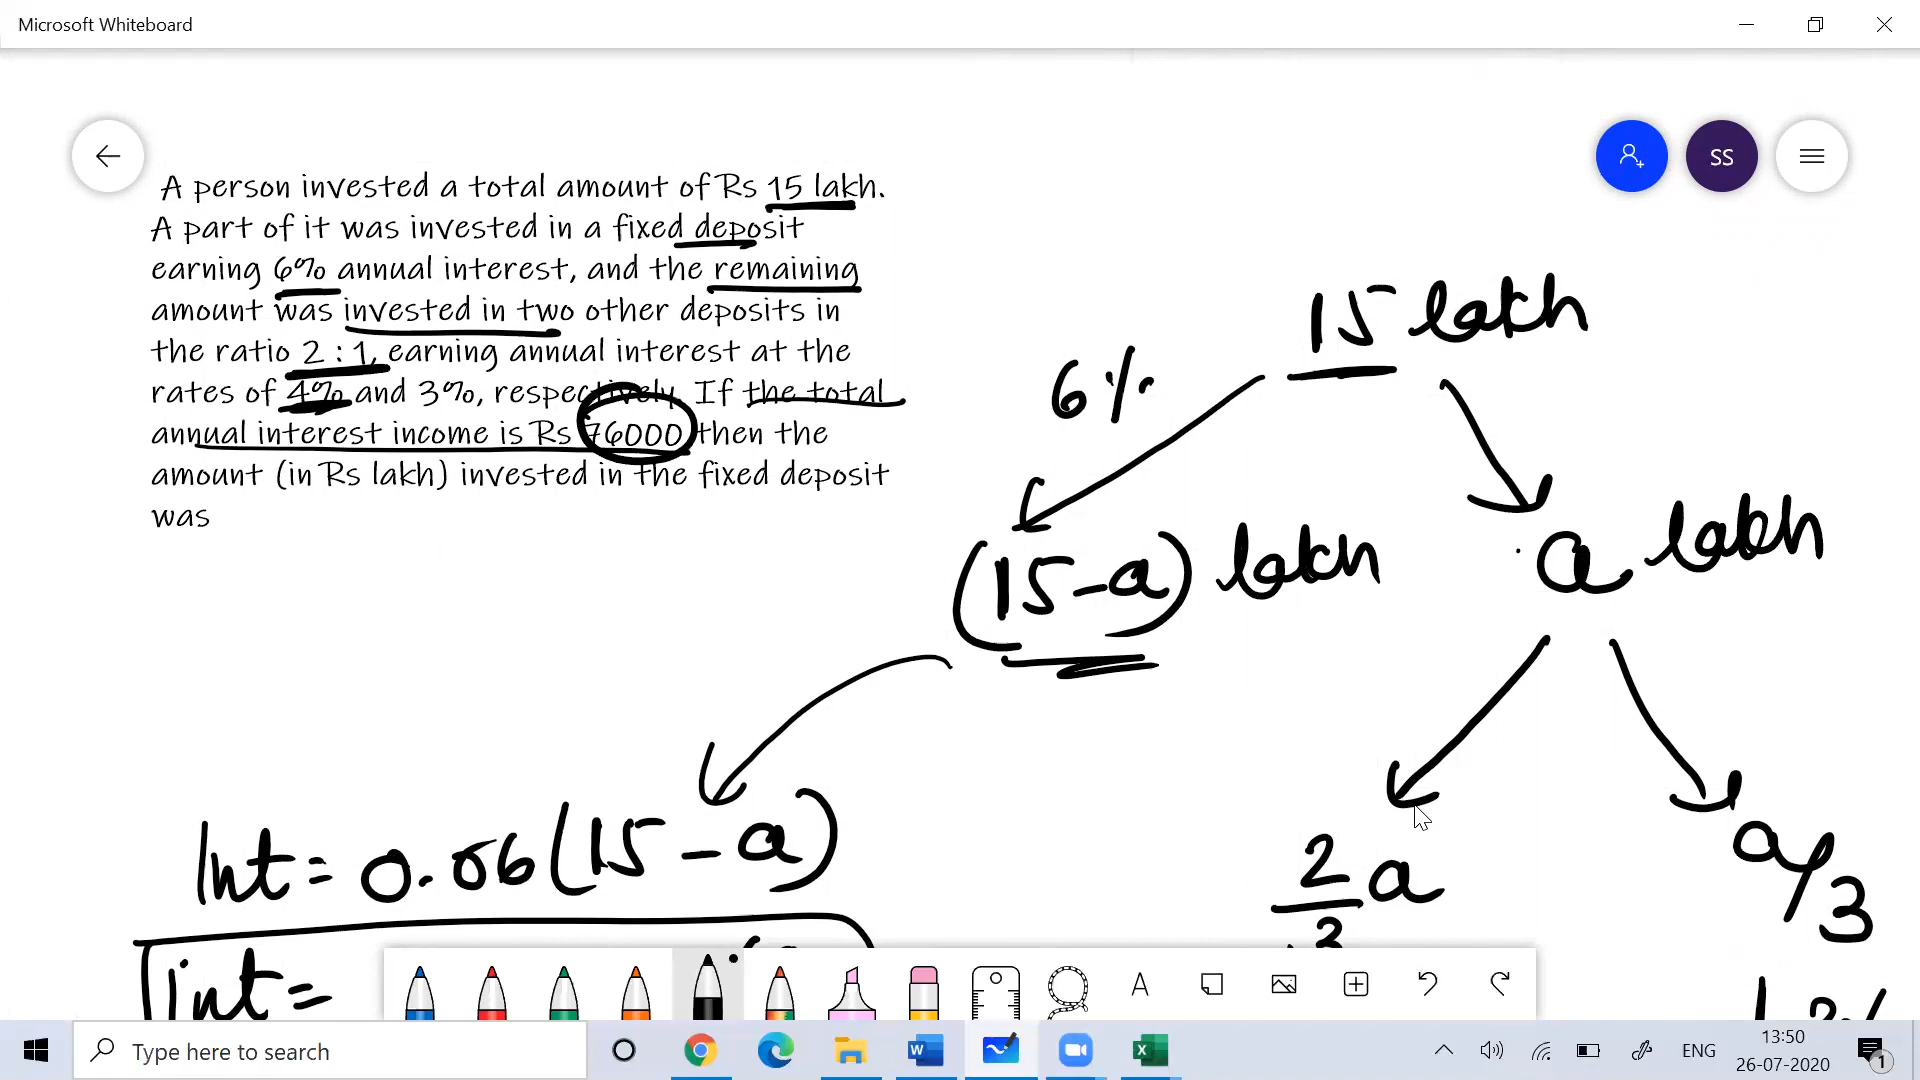 Microsoft Whiteboard
SS
A person invested a total amount of Rs 15 lakh.
A part of it was invested in a fixed deposit
earning 6% annual interest, and the remaining
amount was invested in two other deposits in
the ratio 2 : 1, earning annual interest at the
rates of 4% and 3%, respectively. If the total
annual interest income is Rs 76000 then the
amount (in Rs lakh) invested in the fixed deposit
was
15 lakh
6%
(15-a) lakh
a lakh
Int = 0.06(15-a)
2/3 a
a/3
Int =
A
Type here to search
ENG
13:50
26-07-2020
1